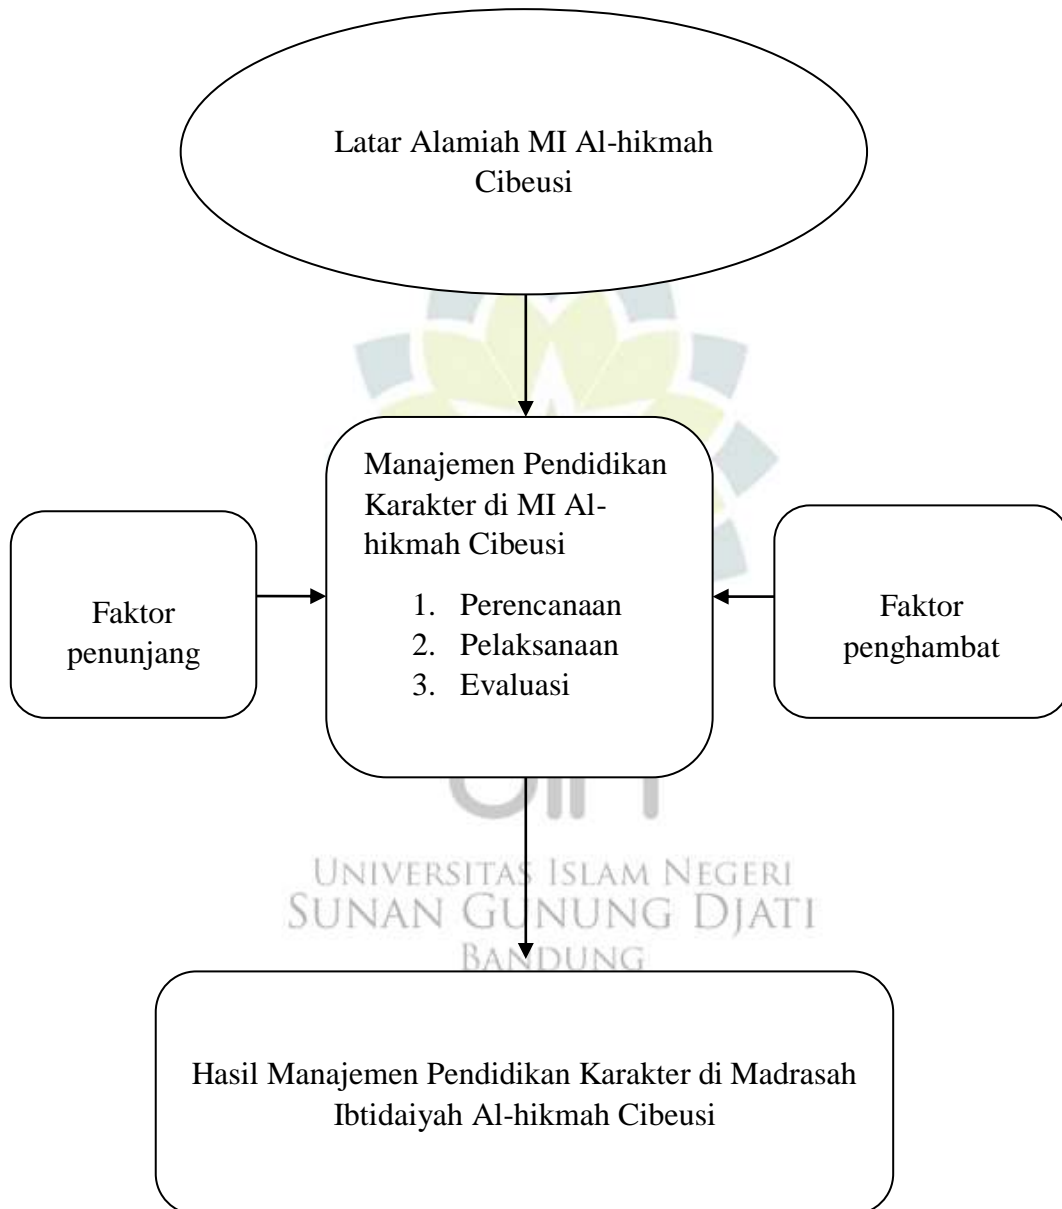 Latar Alamiah MI Al-hikmah
Cibeusi
Manajemen Pendidikan
Karakter di MI Al-
hikmah Cibeusi
1. Perencanaan
2. Pelaksanaan
3. Evaluasi
Faktor
penunjang
Faktor
penghambat
UNIVERSITAS ISLAM NEGERI
SUNAN GUNUNG DJATI
BANDUNG
Hasil Manajemen Pendidikan Karakter di Madrasah
Ibtidaiyah Al-hikmah Cibeusi